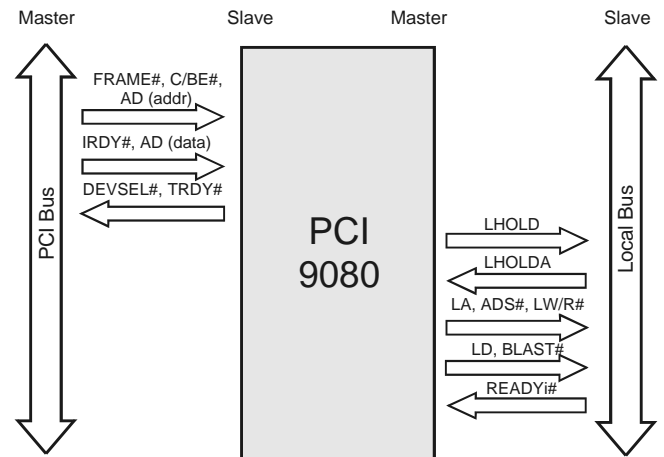 Master
Slave
Master
Slave
FRAME#, C/BE#,
AD (addr)
IRDY#, AD (data)
DEVSEL#, TRDY#
PCI Bus
PCI
9080
LHOLD
LHOLDA
LA, ADS#, LW/R#
LD, BLAST#
READYi#
Local Bus